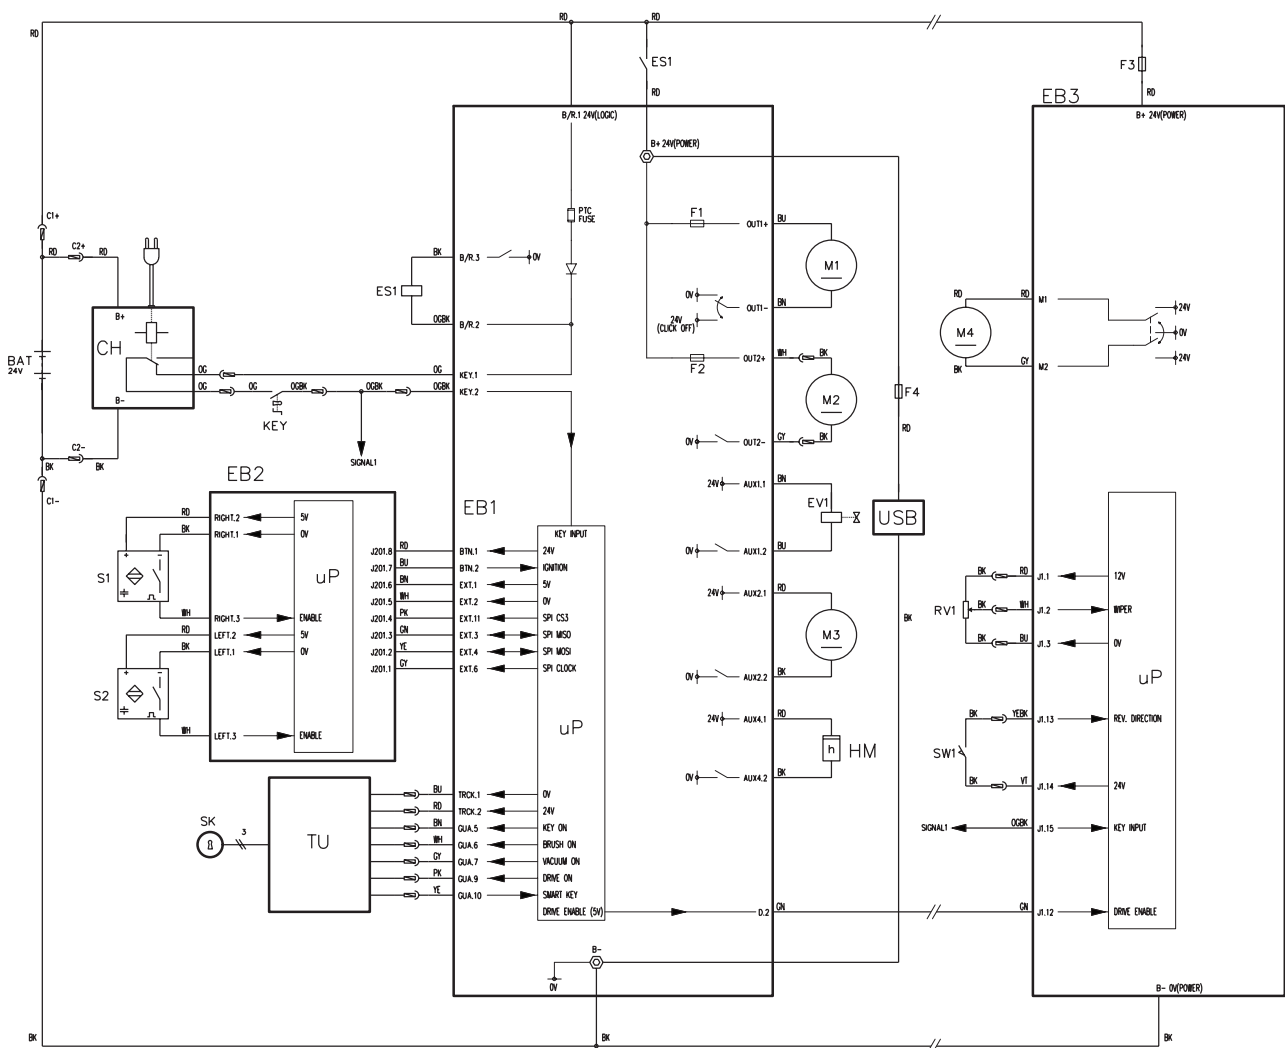 RD RD RD
ES1
F3
RD RD
EB3
B/R.1 24V(LOGIC)
B+ 24V(POWER)
B+ 24V(POWER)
PTC
FUSE
F1 OUT1+ BU
M1
C1+
C2+
RD RD
BK B/R.3 0V
ES1
OGBK B/R.2
0V
24V
(CLICK OFF)
OUT1- BN
B+
CH
B-
BAT
24V
OG OG KEY.1
OG OG OGBK OGBK OGBK KEY.2
KEY
SIGNAL1
F2 OUT2+ WH BK
M2
0V OUT2- GY BK
F4
RD
RD RD M1 24V
M4 0V
BK GY M2 24V
C2-
BK BK
C1-
EB2
EB1
24V AUX1.1 BN
EV1
0V AUX1.2 BU
USB
BK
RD RIGHT.2 5V
BK RIGHT.1 0V
S1
+ -
uP
WH RIGHT.3 ENABLE
RD LEFT.2 5V
BK LEFT.1 0V
S2
+ -
WH LEFT.3 ENABLE
KEY INPUT
J201.8 RD BTN.1 24V
J201.7 BU BTN.2 IGNITION
J201.6 BN EXT.1 5V
J201.5 WH EXT.2 0V
J201.4 PK EXT.11 SPI CS3
J201.3 GN EXT.3 SPI MISO
J201.2 YE EXT.4 SPI MOSI
J201.1 GY EXT.6 SPI CLOCK
uP
24V AUX2.1 RD
M3
0V AUX2.2 BK
24V AUX4.1 RD
h HM
0V AUX4.2 BK
BK RD J1.1 12V
RV1 BK WH J1.2 WIPER
BK BU J1.3 0V
uP
BK YEBK J1.13 REV. DIRECTION
SW1
BK VT J1.14 24V
SIGNAL1 OGBK J1.15 KEY INPUT
SK
3
TU
BU TRCK.1 0V
RD TRCK.2 24V
BN GUA.5 KEY ON
WH GUA.6 BRUSH ON
GY GUA.7 VACUUM ON
PK GUA.9 DRIVE ON
YE GUA.10 SMART KEY
DRIVE ENABLE (5V) D.2 GN GN J1.12 DRIVE ENABLE
B-
0V
B- 0V(POWER)
BK BK BK